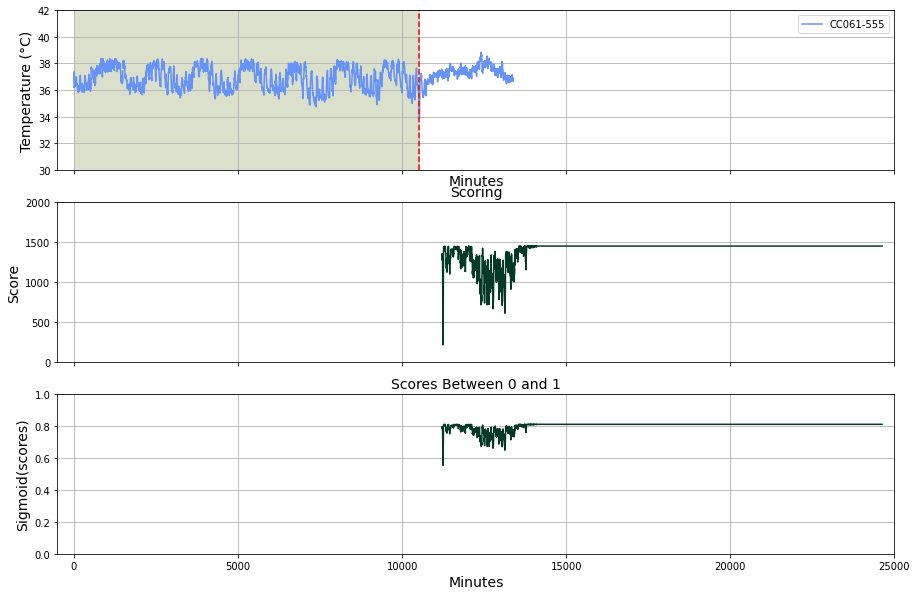 42
40
38
36
34
32
30
Temperature (°C)
CC061-555
Minutes
Scoring
2000
1500
1000
500
0
Score
Scores Between 0 and 1
1.0
0.8
0.6
0.4
0.2
0.0
Sigmoid(scores)
0 5000 10000 15000 20000 25000
Minutes